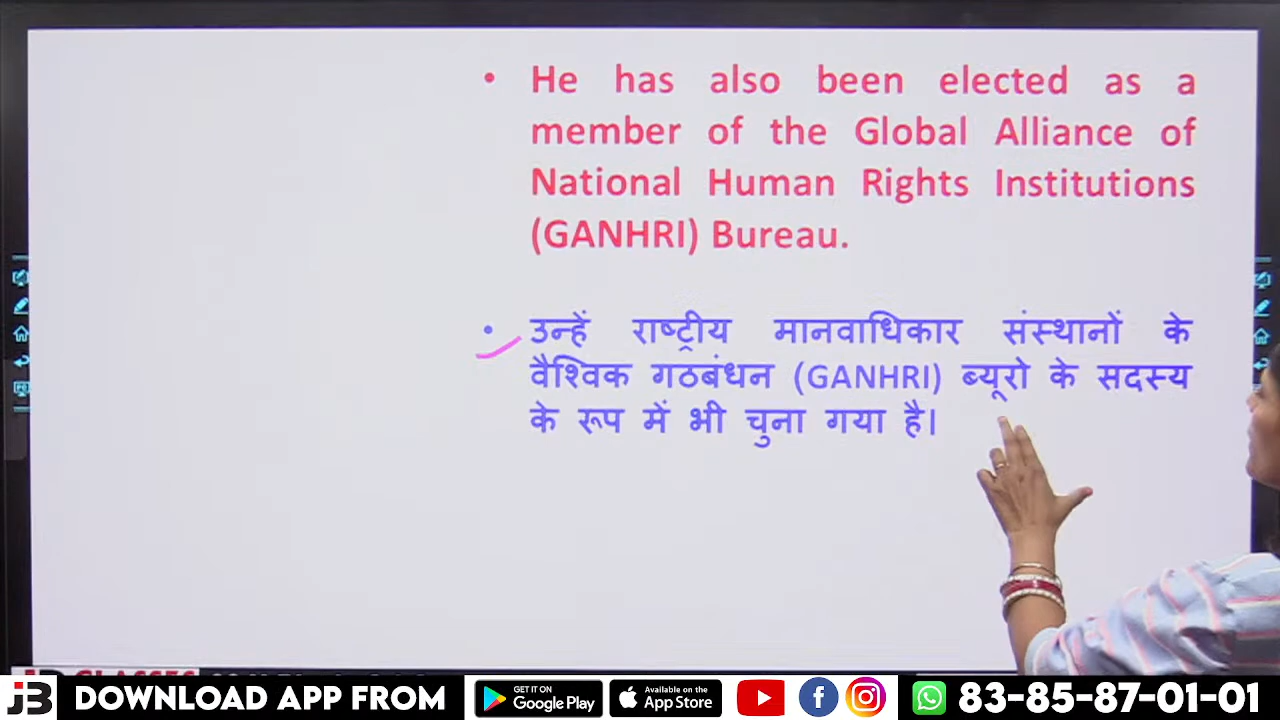 • He has also been elected as a
member of the Global Alliance of
National Human Rights Institutions
(GANHRI) Bureau.
• उन्हें राष्ट्रीय मानवाधिकार संस्थानों के
वैश्विक गठबंधन (GANHRI) ब्यूरो के सदस्य
के रूप में भी चुना गया है।
JB DOWNLOAD APP FROM GET IT ON Google Play Available on the App Store 83-85-87-01-01